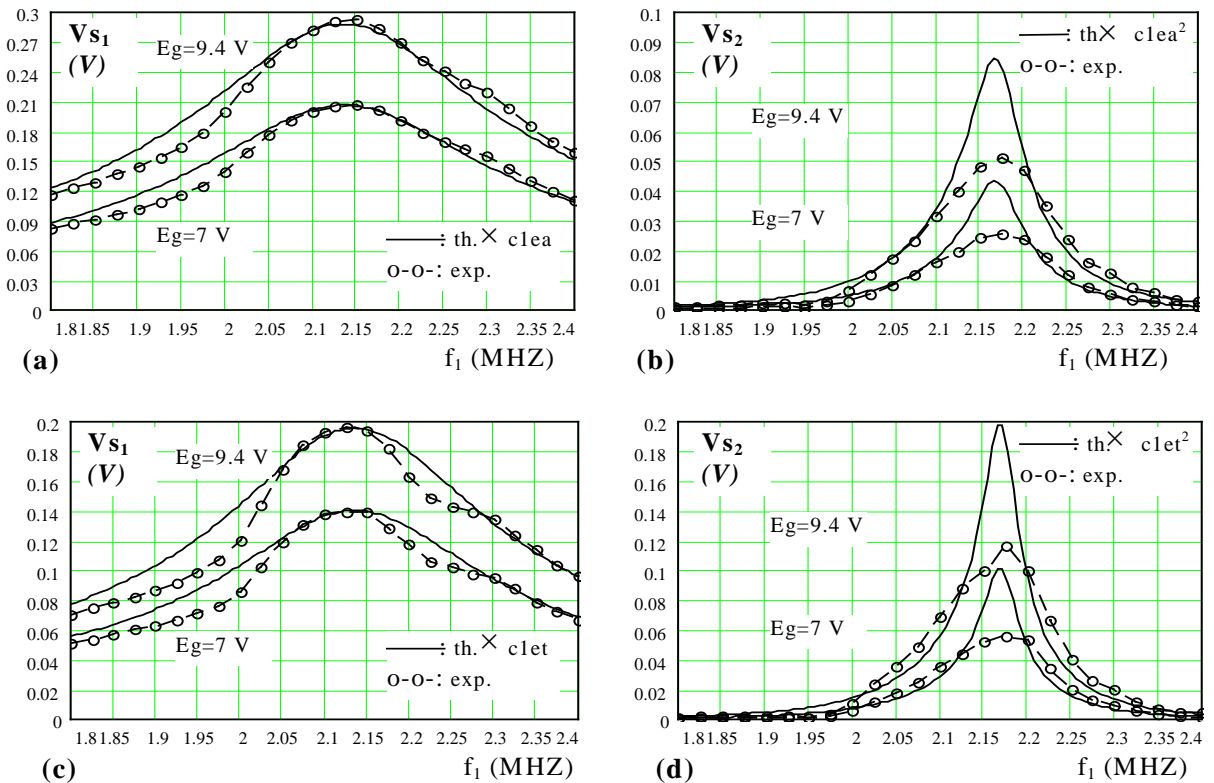 0.3
0.27
0.24
0.21
0.18
0.15
0.12
0.09
0.06
0.03
0
Vs1
(V)
Eg=9.4 V
Eg=7 V
: th.× c1ea
o-o-: exp.
1.8 1.85 1.9 1.95 2 2.05 2.1 2.15 2.2 2.25 2.3 2.35 2.4
(a)
f1 (MHZ)
0.1
0.09
0.08
0.07
0.06
0.05
0.04
0.03
0.02
0.01
0
Vs2
(V)
: th× c1ea²
o-o-: exp.
Eg=9.4 V
Eg=7 V
1.8 1.85 1.9 1.95 2 2.05 2.1 2.15 2.2 2.25 2.3 2.35 2.4
(b)
f1 (MHZ)
0.2
0.18
0.16
0.14
0.12
0.1
0.08
0.06
0.04
0.02
0
Vs1
(V)
Eg=9.4 V
Eg=7 V
: th.× c1et
o-o-: exp.
1.8 1.85 1.9 1.95 2 2.05 2.1 2.15 2.2 2.25 2.3 2.35 2.4
(c)
f1 (MHZ)
0.2
0.18
0.16
0.14
0.12
0.1
0.08
0.06
0.04
0.02
0
Vs2
(V)
: th× c1et²
o-o-: exp.
Eg=9.4 V
Eg=7 V
1.8 1.85 1.9 1.95 2 2.05 2.1 2.15 2.2 2.25 2.3 2.35 2.4
(d)
f1 (MHZ)